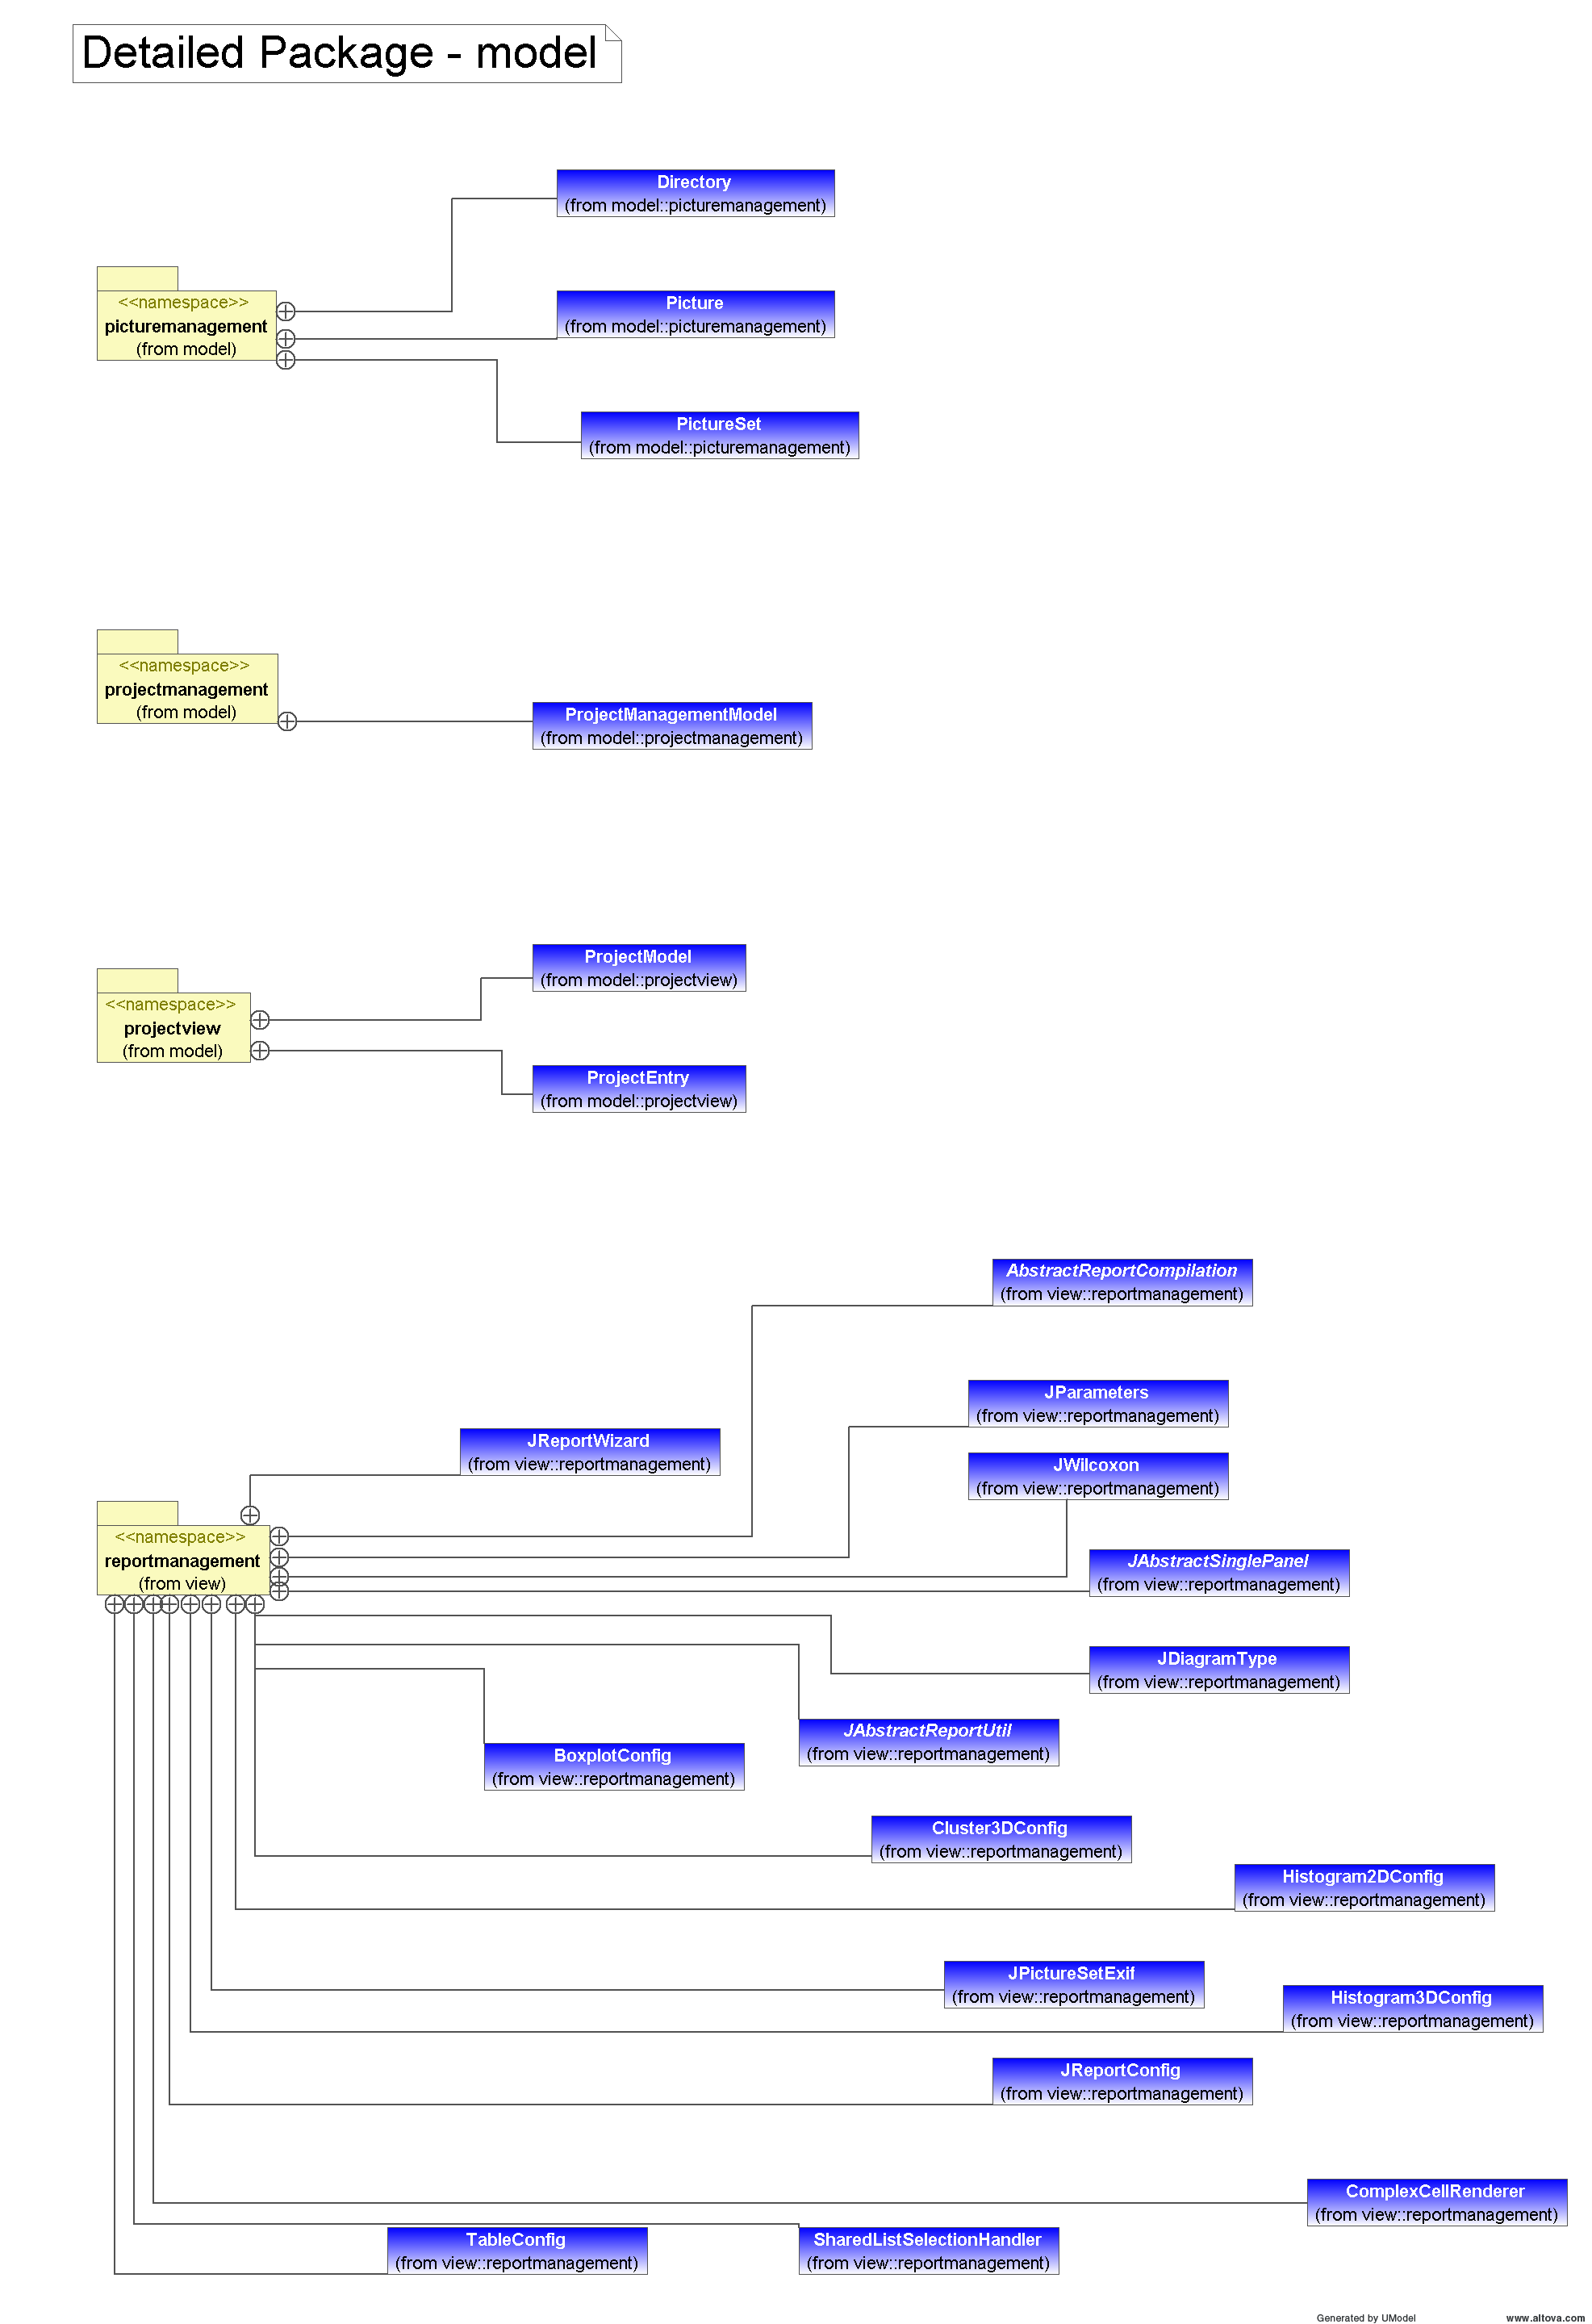 Detailed Package - model
Directory
(from model::picturemanagement)
<<namespace>>
picturemanagement
(from model)
Picture
(from model::picturemanagement)
PictureSet
(from model::picturemanagement)
<<namespace>>
projectmanagement
(from model)
ProjectManagementModel
(from model::projectmanagement)
ProjectModel
(from model::projectview)
<<namespace>>
projectview
(from model)
ProjectEntry
(from model::projectview)
AbstractReportCompilation
(from view::reportmanagement)
JParameters
(from view::reportmanagement)
JReportWizard
(from view::reportmanagement)
JWilcoxon
(from view::reportmanagement)
<<namespace>>
reportmanagement
(from view)
JAbstractSinglePanel
(from view::reportmanagement)
JDiagramType
(from view::reportmanagement)
JAbstractReportUtil
(from view::reportmanagement)
BoxplotConfig
(from view::reportmanagement)
Cluster3DConfig
(from view::reportmanagement)
Histogram2DConfig
(from view::reportmanagement)
JPictureSetExif
(from view::reportmanagement)
Histogram3DConfig
(from view::reportmanagement)
JReportConfig
(from view::reportmanagement)
ComplexCellRenderer
(from view::reportmanagement)
TableConfig
(from view::reportmanagement)
SharedListSelectionHandler
(from view::reportmanagement)
Generated by UModel
www.altova.com